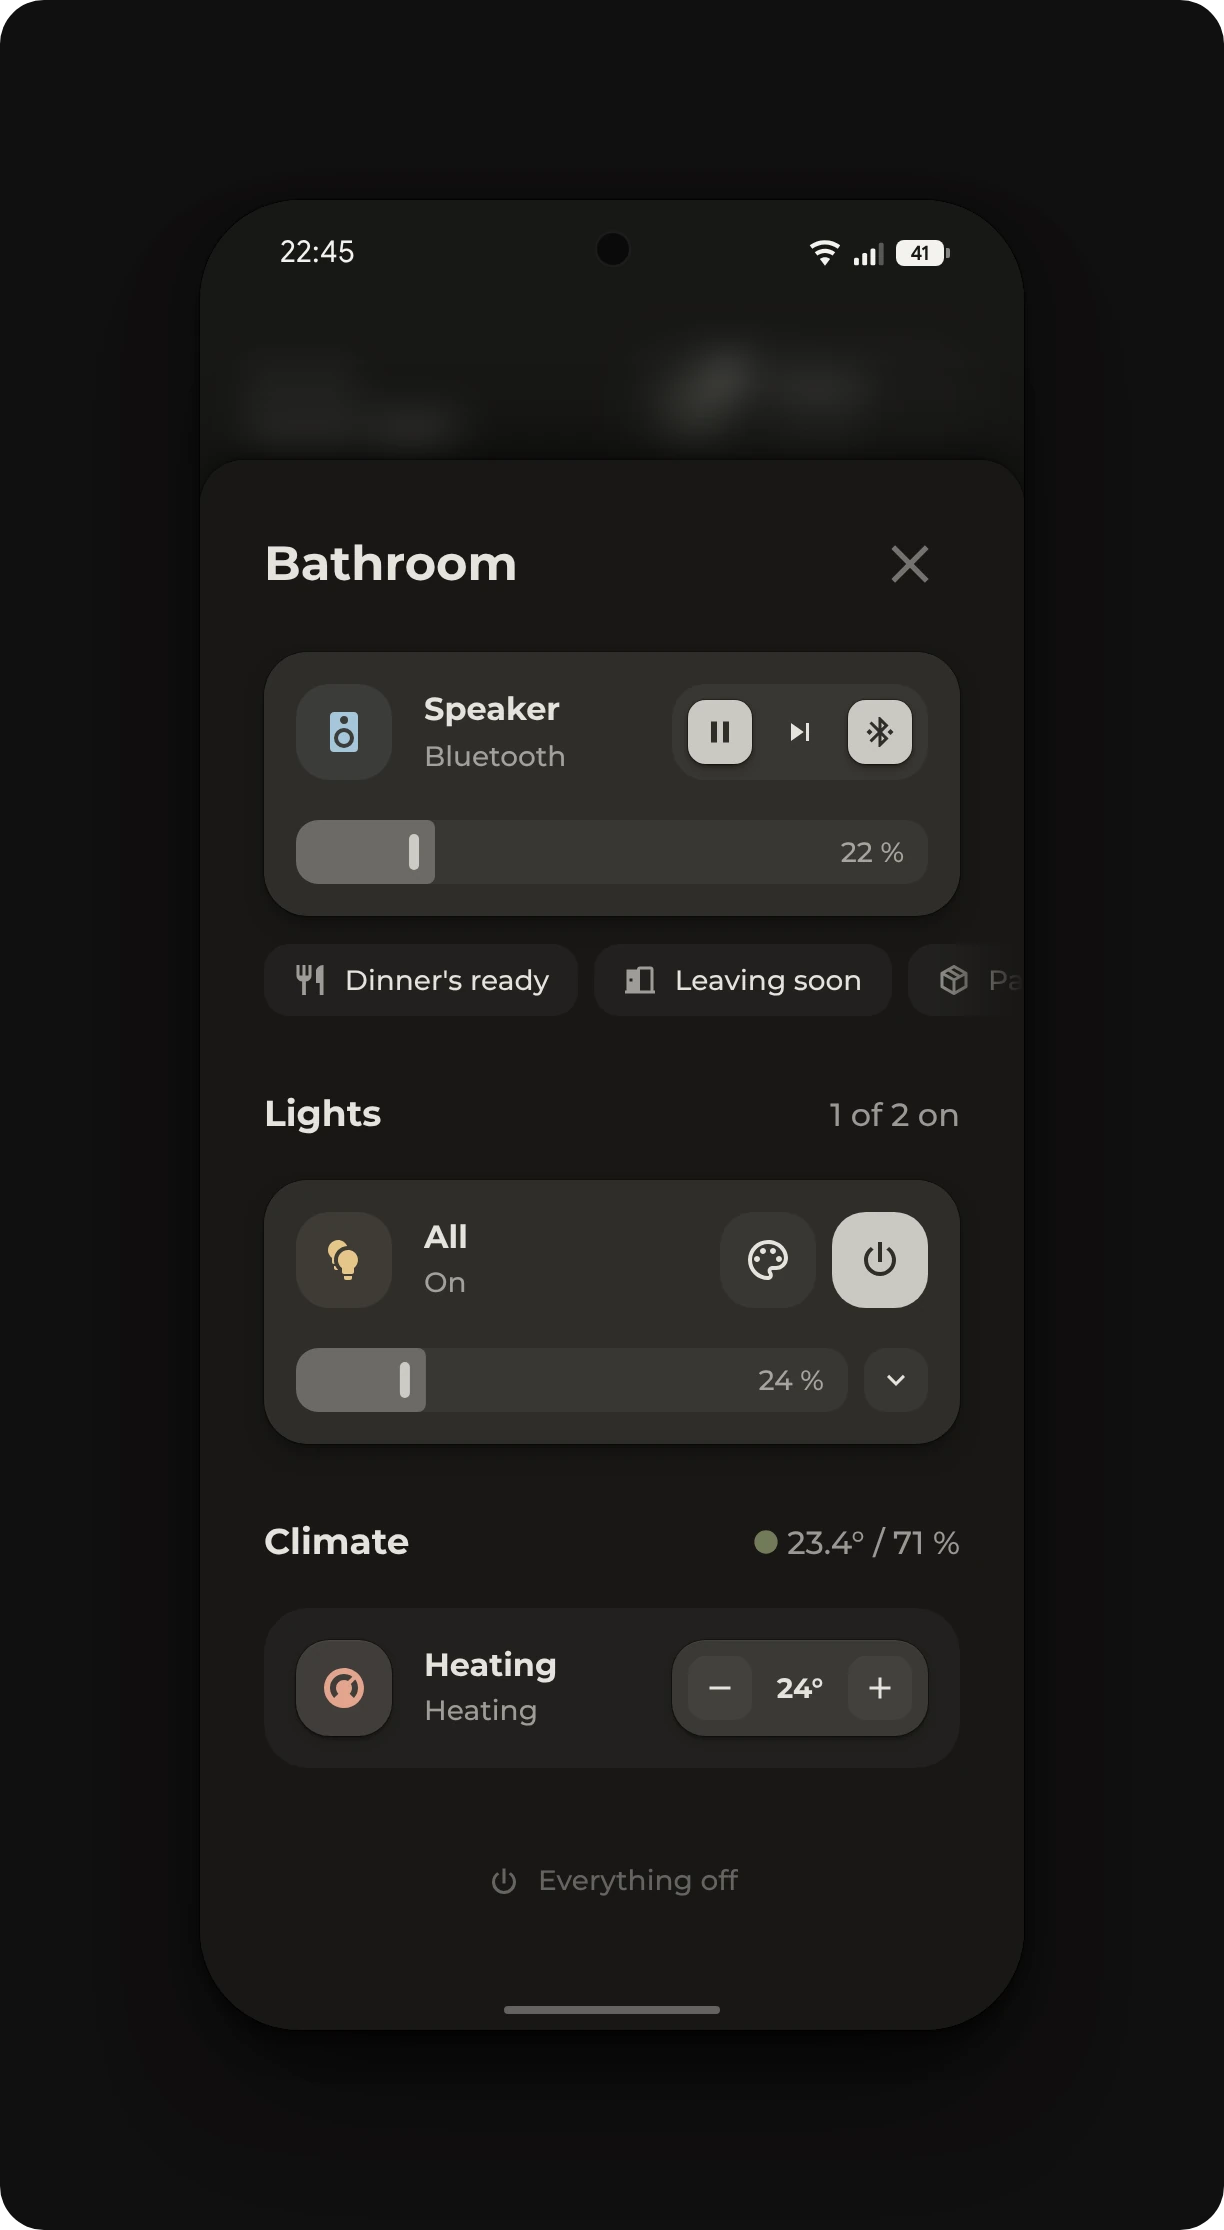 22:45
41
Bathroom
Speaker
Bluetooth
22 %
Dinner's ready
Leaving soon
Pa
Lights
1 of 2 on
All
On
24 %
Climate
23.4° / 71 %
Heating
Heating
24°
Everything off